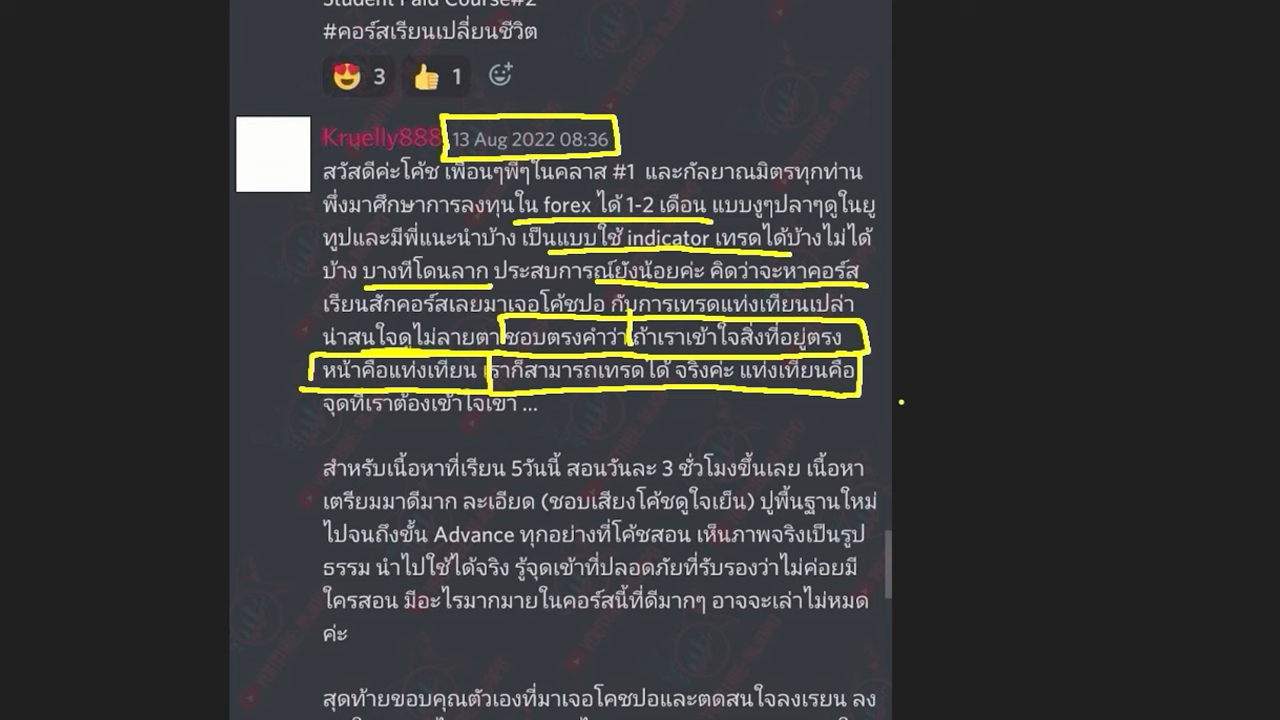 Student Paid Course#2
#คอร์สเรียนเปลี่ยนชีวิต
3 1
Kruelly888 13 Aug 2022 08:36
สวัสดีค่ะโค้ช เพื่อนๆพี่ๆในคลาส #1 และกัลยาณมิตรทุกท่าน
พึ่งมาศึกษาการลงทุนใน forex ได้ 1-2 เดือน แบบงูๆปลาๆดูในยู
ทูปและมีพี่แนะนำบ้าง เป็นแบบใช้ indicator เทรดได้บ้างไม่ได้
บ้าง บางทีโดนลาก ประสบการณ์ยังน้อยค่ะ คิดว่าจะหาคอร์ส
เรียนสักคอร์สเลยมาเจอโค้ชปอ กับการเทรดแท่งเทียนเปล่า
น่าสนใจดูไม่ลายตา ชอบตรงคำว่า ถ้าเราเข้าใจสิ่งที่อยู่ตรง
หน้าคือแท่งเทียน เราก็สามารถเทรดได้ จริงค่ะ แท่งเทียนคือ
จุดที่เราต้องเข้าใจเขา ...
สำหรับเนื้อหาที่เรียน 5วันนี้ สอนวันละ 3 ชั่วโมงขึ้นเลย เนื้อหา
เตรียมมาดีมาก ละเอียด (ชอบเสียงโค้ชดูใจเย็น) ปูพื้นฐานใหม่
ไปจนถึงขั้น Advance ทุกอย่างที่โค้ชสอน เห็นภาพจริงเป็นรูป
ธรรม นำไปใช้ได้จริง รู้จุดเข้าที่ปลอดภัยที่รับรองว่าไม่ค่อยมี
ใครสอน มีอะไรมากมายในคอร์สนี้ที่ดีมากๆ อาจจะเล่าไม่หมด
ค่ะ
สุดท้ายขอบคุณตัวเองที่มาเจอโคชปอและตดสนใจลงเรยน ลง